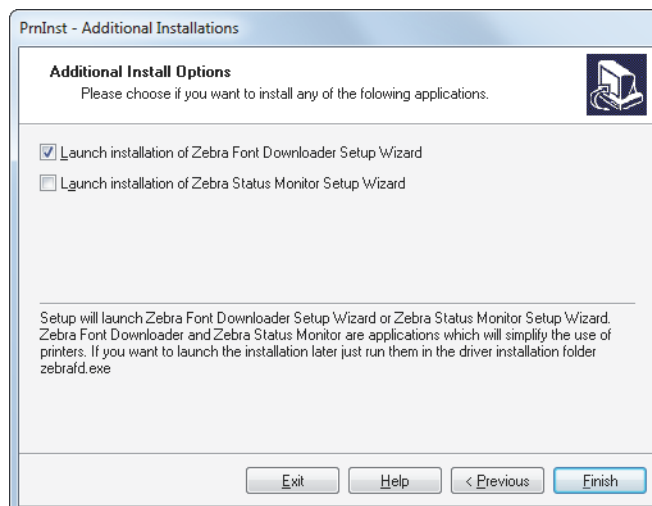 PrnInst - Additional Installations
Additional Install Options
Please choose if you want to install any of the folowing applications.
Launch installation of Zebra Font Downloader Setup Wizard
Launch installation of Zebra Status Monitor Setup Wizard
Setup will launch Zebra Font Downloader Setup Wizard or Zebra Status Monitor Setup Wizard.
Zebra Font Downloader and Zebra Status Monitor are applications which will simplify the use of
printers. If you want to launch the installation later just run them in the driver installation folder
zebrafd.exe
Exit Help < Previous Finish